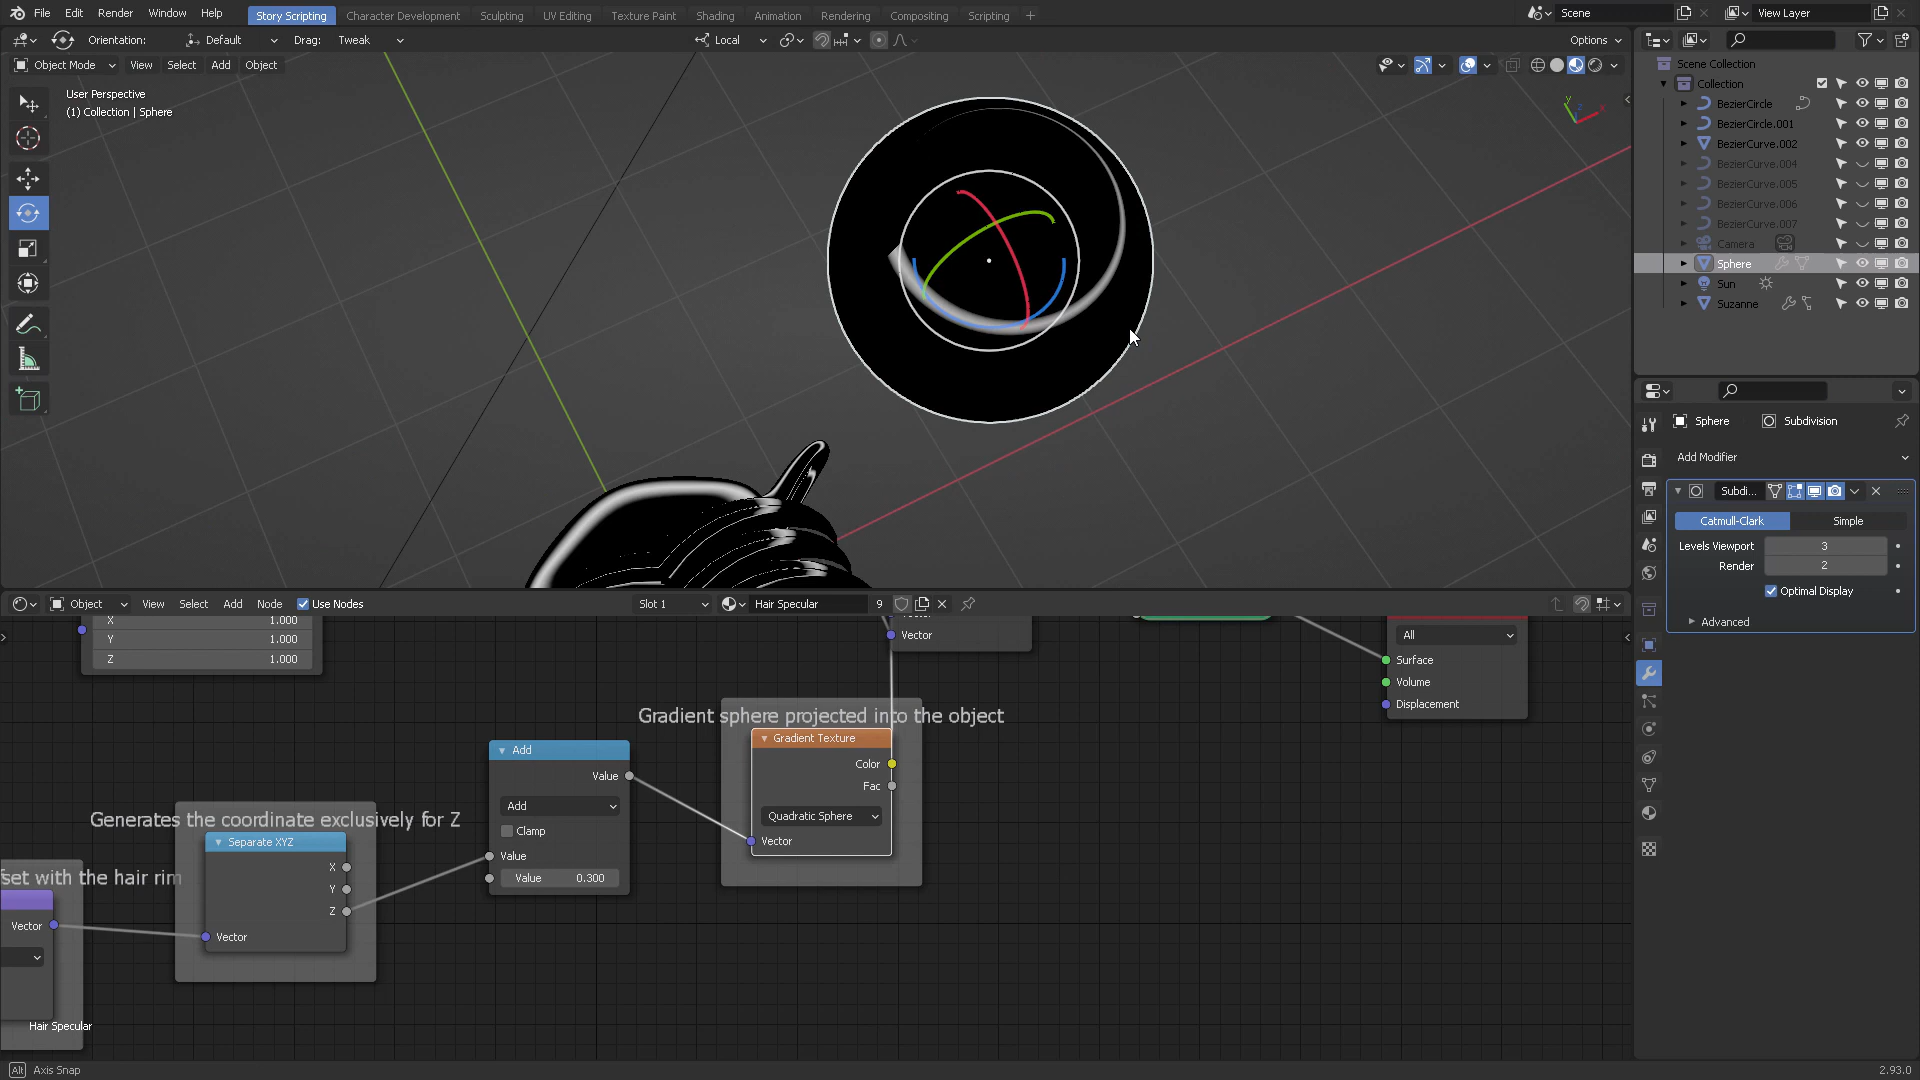 File Edit Render Window Help Story Scripting Character Development Sculpting UV Editing Texture Paint Shading Animation Rendering Compositing Scripting + Scene View Layer
Orientation: Default Drag: Tweak Local Options
Object Mode View Select Add Object
User Perspective
(1) Collection | Sphere
Y
Z
X
Scene Collection
Collection
BezierCircle
BezierCircle.001
BezierCurve.002
BezierCurve.004
BezierCurve.005
BezierCurve.006
BezierCurve.007
Camera
Sphere
Sun
Suzanne
Sphere Subdivision
Add Modifier
Subdi...
Catmull-Clark Simple
Levels Viewport 3
Render 2
Optimal Display
Advanced
Object View Select Add Node Use Nodes Slot 1 Hair Specular 9
X 1.000
Y 1.000
Z 1.000
Vector
All
Surface
Volume
Displacement
Gradient sphere projected into the object
Gradient Texture
Color
Fac
Quadratic Sphere
Vector
Add
Value
Add
Clamp
Value
Value 0.300
Generates the coordinate exclusively for Z
Separate XYZ
X
Y
Z
Vector
set with the hair rim
Vector
Hair Specular
Alt Axis Snap 2.93.0